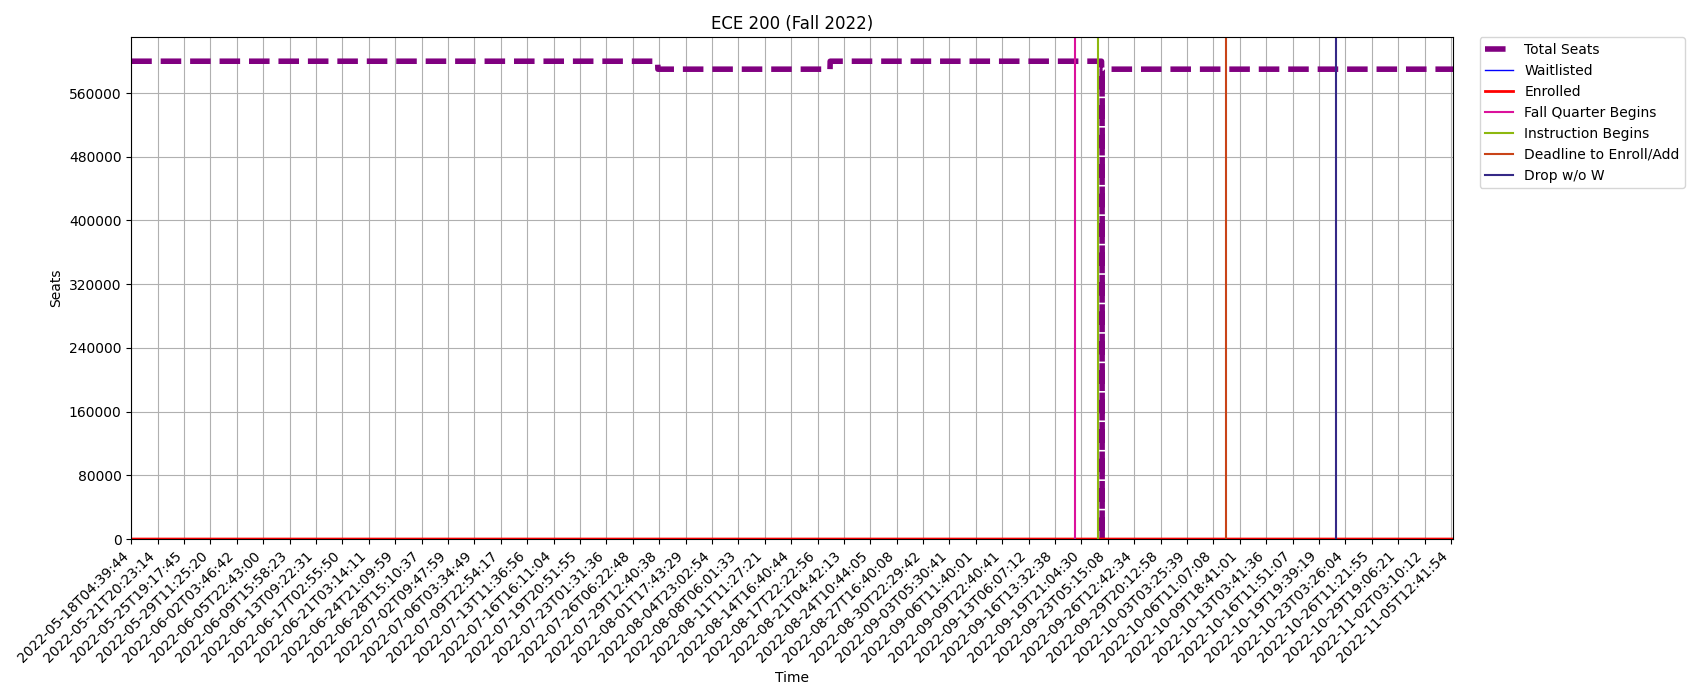 ECE 200 (Fall 2022)
Total Seats
Waitlisted
Enrolled
Fall Quarter Begins
Instruction Begins
Deadline to Enroll/Add
Drop w/o W
Seats
560000
480000
400000
320000
240000
160000
80000
0
2022-05-18T04:39:44
2022-05-21T20:23:14
2022-05-25T19:17:45
2022-05-29T11:25:20
2022-06-02T03:46:42
2022-06-05T22:43:00
2022-06-09T15:58:23
2022-06-13T09:22:31
2022-06-17T02:55:50
2022-06-21T03:14:11
2022-06-24T21:09:59
2022-06-28T15:10:37
2022-07-02T09:47:59
2022-07-06T03:34:49
2022-07-09T22:54:17
2022-07-13T11:36:56
2022-07-16T16:11:04
2022-07-19T20:51:55
2022-07-23T01:31:36
2022-07-26T06:22:48
2022-07-29T12:40:38
2022-08-01T17:43:29
2022-08-04T23:02:54
2022-08-08T06:01:33
2022-08-11T11:27:21
2022-08-14T16:40:44
2022-08-17T22:22:56
2022-08-21T04:42:13
2022-08-24T10:44:05
2022-08-27T16:40:08
2022-08-30T22:29:42
2022-09-03T05:30:41
2022-09-06T11:40:01
2022-09-09T22:40:41
2022-09-13T06:07:12
2022-09-16T13:32:38
2022-09-19T21:04:30
2022-09-23T05:15:08
2022-09-26T12:42:34
2022-09-29T20:12:58
2022-10-03T03:25:39
2022-10-06T11:07:08
2022-10-09T18:41:01
2022-10-13T03:41:36
2022-10-16T11:51:07
2022-10-19T19:39:19
2022-10-23T03:26:04
2022-10-26T11:21:55
2022-10-29T19:06:21
2022-11-02T03:10:12
2022-11-05T12:41:54
Time